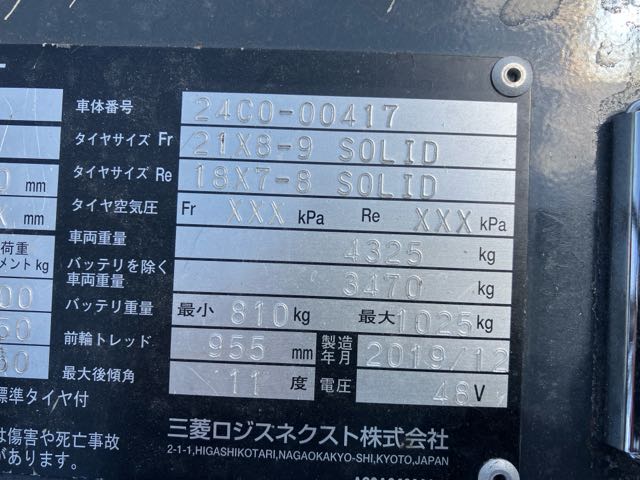 車体番号 24C0-00417
タイヤサイズ Fr 21X8-9 SOLID
タイヤサイズ Re 18X7-8 SOLID
mm
タイヤ空気圧 Fr XXX kPa Re XXX kPa
mm
車両重量 4325 kg
荷重
メント kg
バッテリを除く
車両重量 3470 kg
バッテリ重量 最小 810 kg 最大 1025 kg
前輪トレッド 955 mm 製造年月 2019/12
最大後傾角 11 度 電圧 48 V
標準タイヤ付
三菱ロジスネクスト株式会社
は傷害や死亡事故
2-1-1,HIGASHIKOTARI,NAGAOKAKYO-SHI,KYOTO,JAPAN
があります。